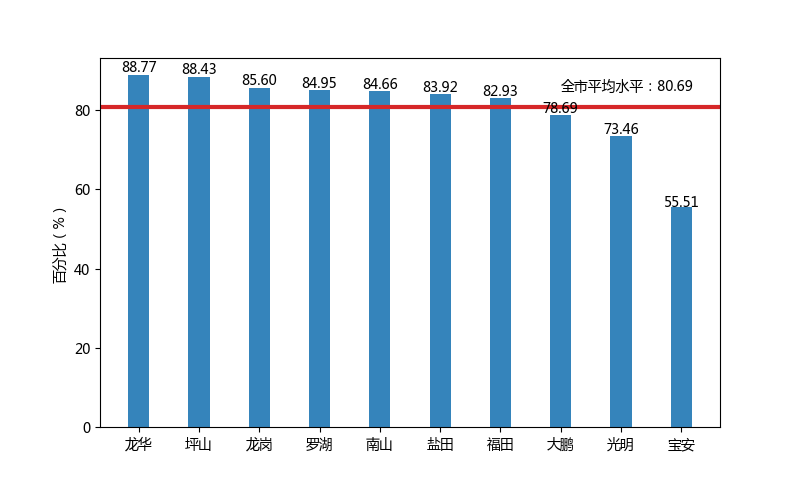 88.77
88.43
85.60
84.95
84.66
83.92
82.93
78.69
73.46
55.51
全市平均水平：80.69
百分比（%）
80
60
40
20
0
龙华
坪山
龙岗
罗湖
南山
盐田
福田
大鹏
光明
宝安